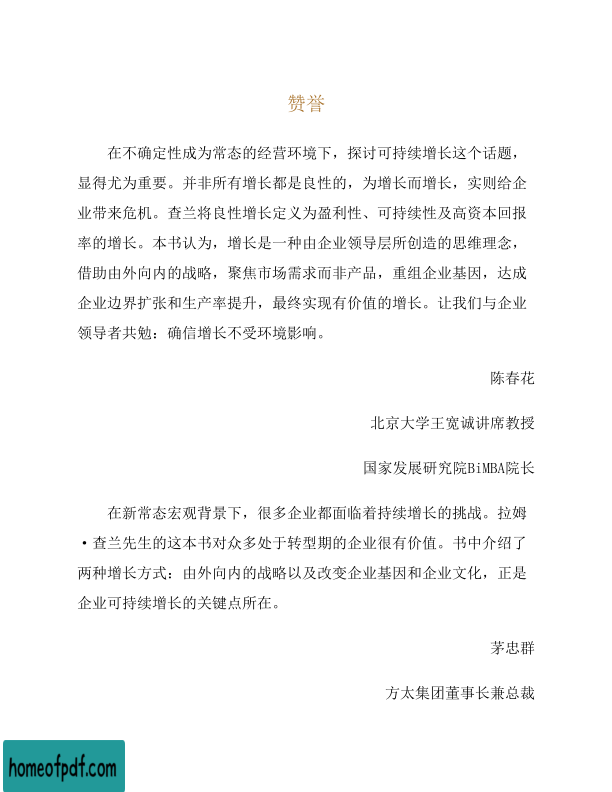 赞誉
在不确定性成为常态的经营环境下，探讨可持续增长这个话题，
显得尤为重要。并非所有增长都是良性的，为增长而增长，实则给企
业带来危机。查兰将良性增长定义为盈利性、可持续性及高资本回报
率的增长。本书认为，增长是一种由企业领导层所创造的思维理念，
借助由外向内的战略，聚焦市场需求而非产品，重组企业基因，达成
企业边界扩张和生产率提升，最终实现有价值的增长。让我们与企业
领导者共勉：确信增长不受环境影响。
陈春花
北京大学王宽诚讲席教授
国家发展研究院BiMBA院长
在新常态宏观背景下，很多企业都面临着持续增长的挑战。拉姆
·查兰先生的这本书对众多处于转型期的企业很有价值。书中介绍了
两种增长方式：由外向内的战略以及改变企业基因和企业文化，正是
企业可持续增长的关键点所在。
茅忠群
方太集团董事长兼总裁
homeofpdf.com